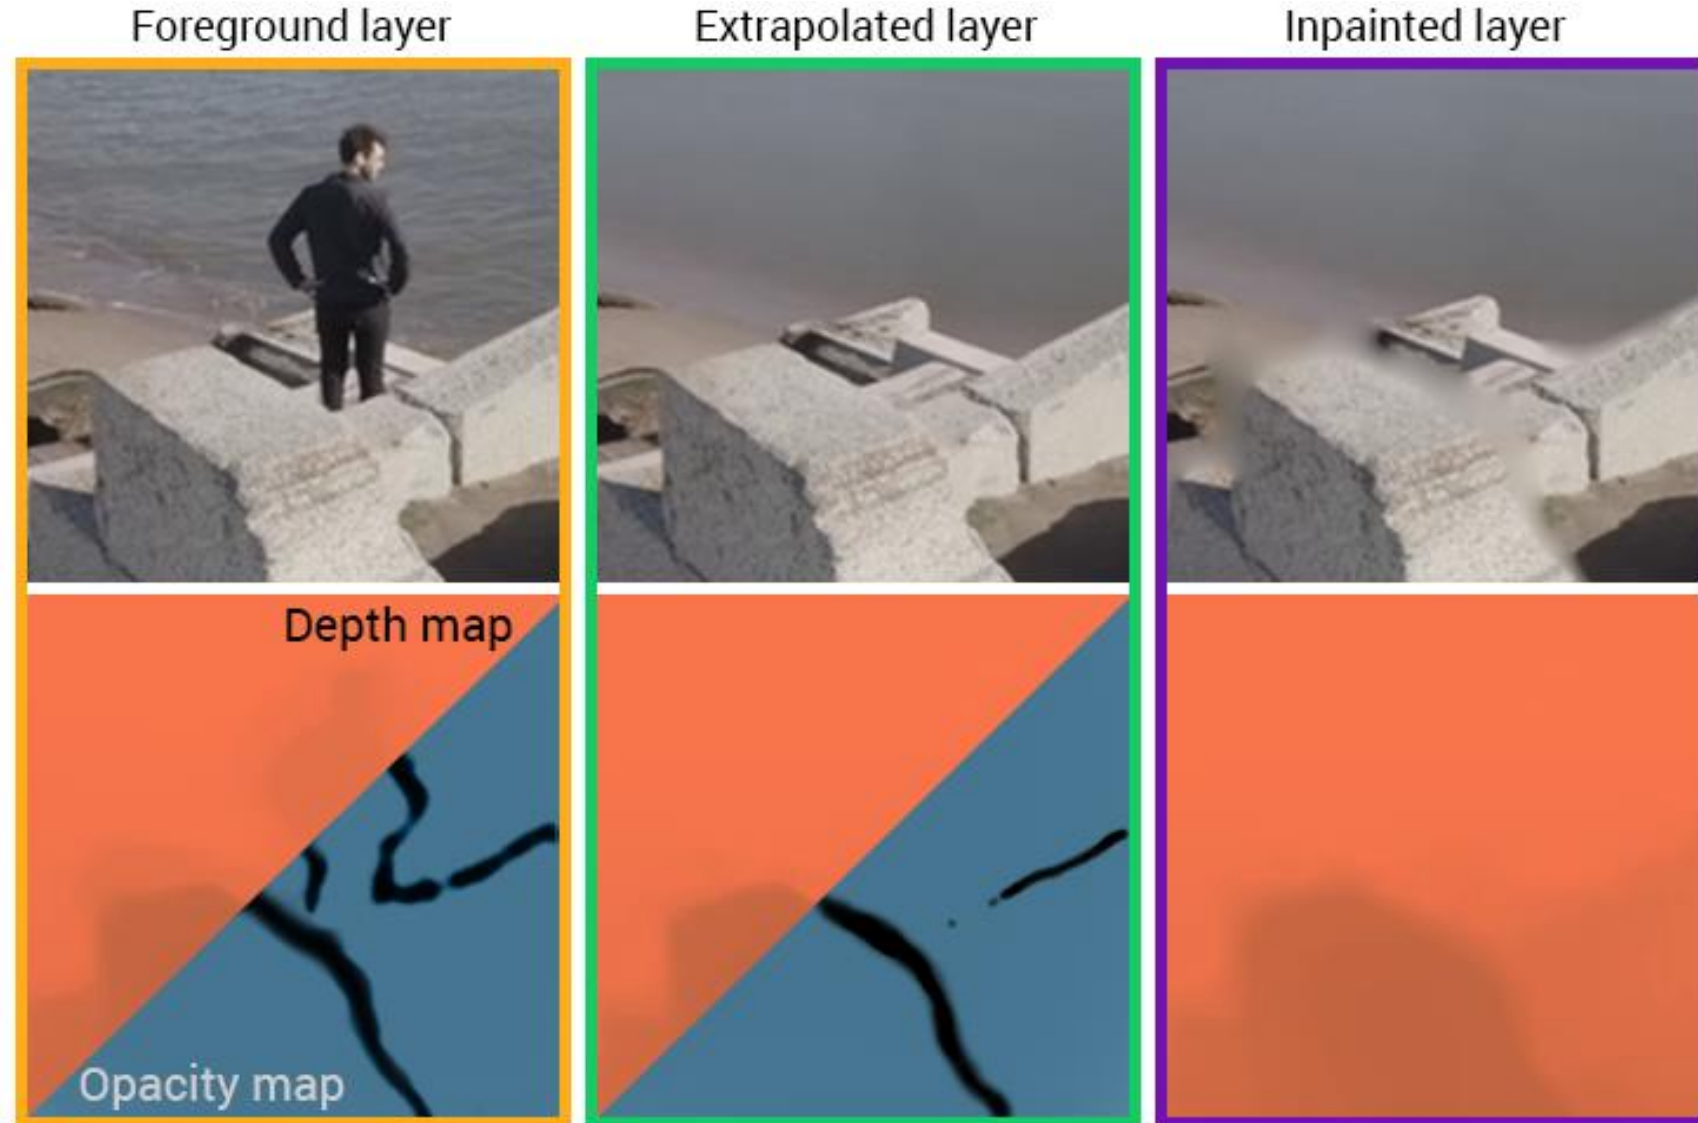 Foreground layer
Extrapolated layer
Inpainted layer
Depth map
Opacity map